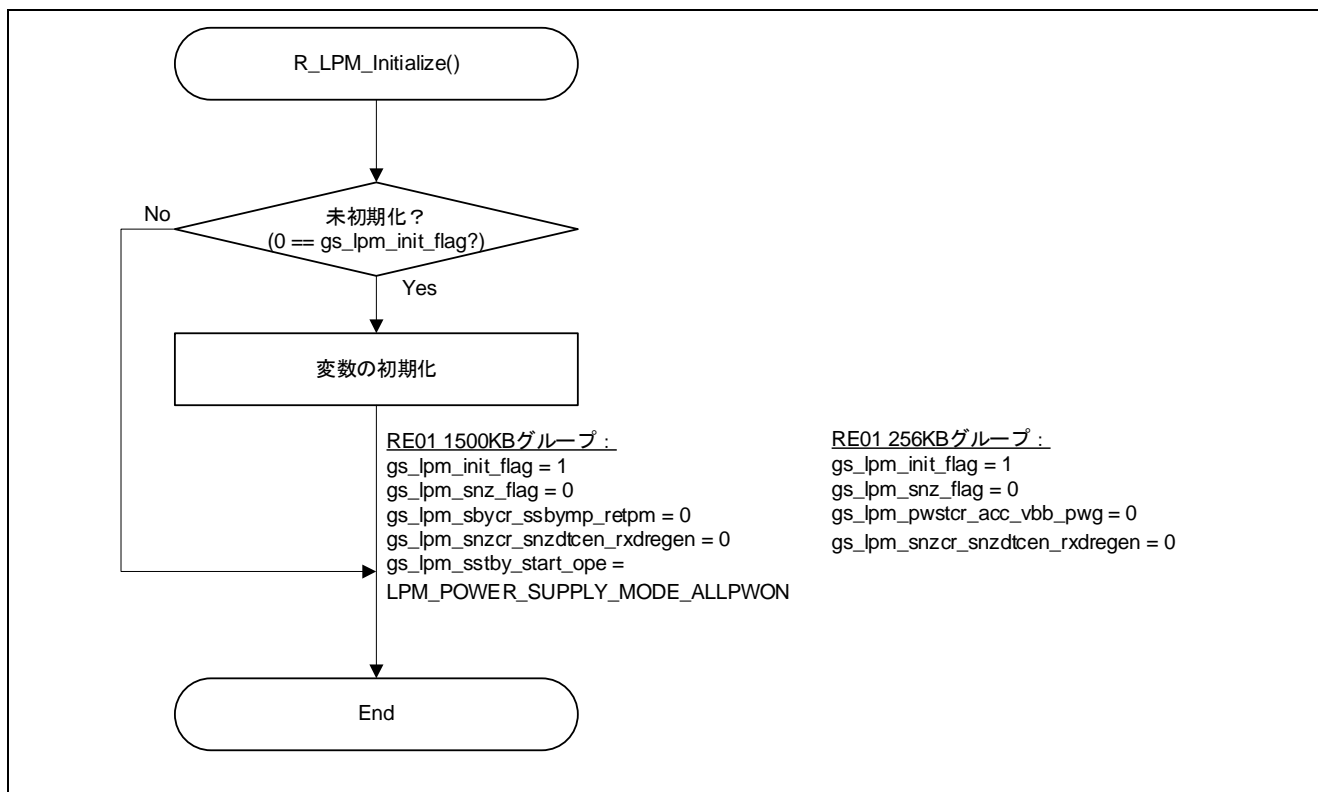 R_LPM_Initialize()
未初期化？
(0 == gs_lpm_init_flag?)
No
Yes
変数の初期化
RE01 1500KBグループ：
gs_lpm_init_flag = 1
gs_lpm_snz_flag = 0
gs_lpm_sbycr_ssbymp_retpm = 0
gs_lpm_snzcr_snzdtcen_rxdregen = 0
gs_lpm_sstby_start_ope =
LPM_POWER_SUPPLY_MODE_ALLPWON
RE01 256KBグループ：
gs_lpm_init_flag = 1
gs_lpm_snz_flag = 0
gs_lpm_pwstcr_acc_vbb_pwg = 0
gs_lpm_snzcr_snzdtcen_rxdregen = 0
End